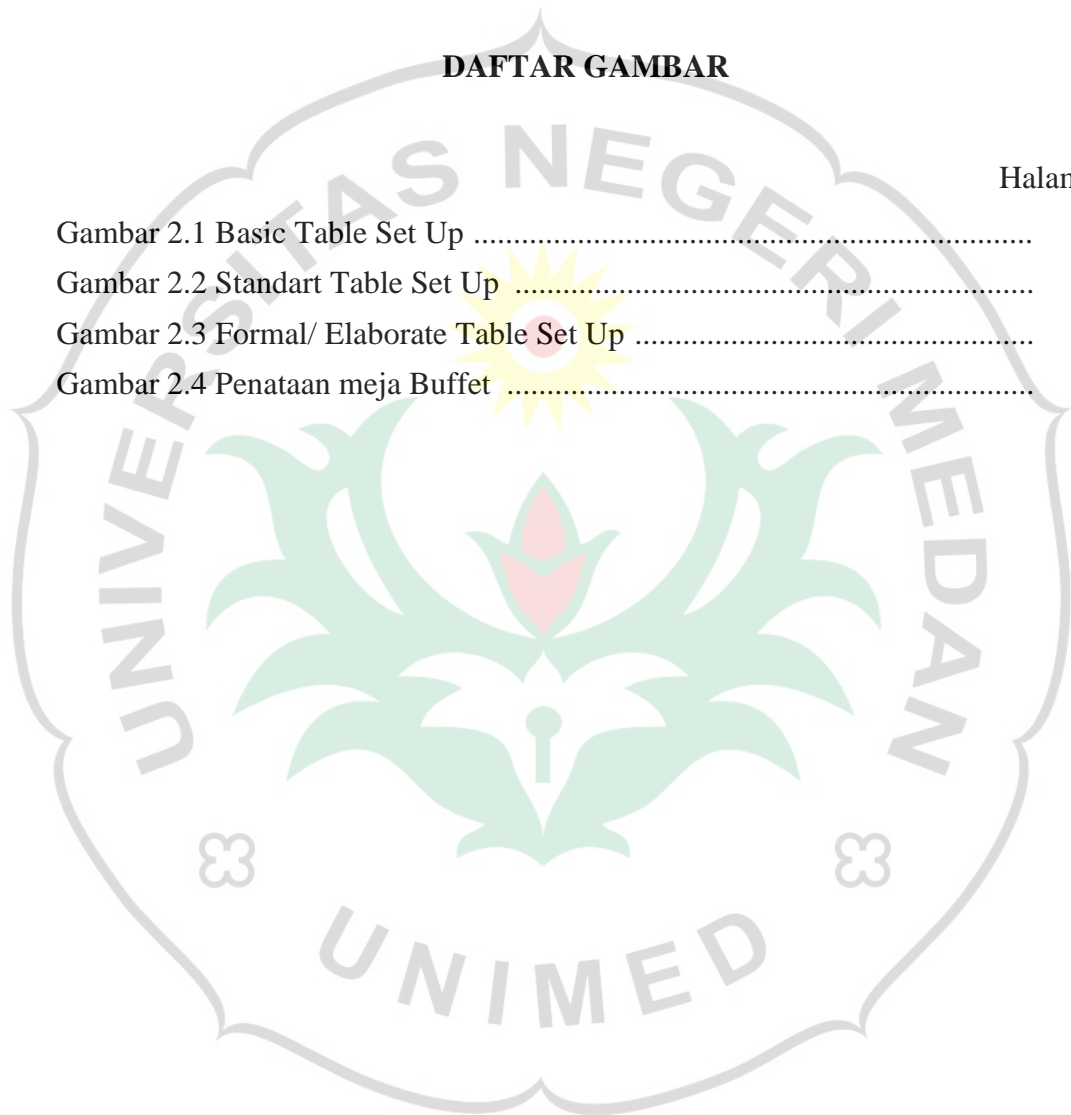 DAFTAR GAMBAR
Gambar 2.1 Basic Table Set Up ....................................................................
Gambar 2.2 Standart Table Set Up ...............................................................
Gambar 2.3 Formal/ Elaborate Table Set Up ................................................
Gambar 2.4 Penataan meja Buffet ................................................................
UNIVERSITAS NEGERI MEDAN
UNIMED